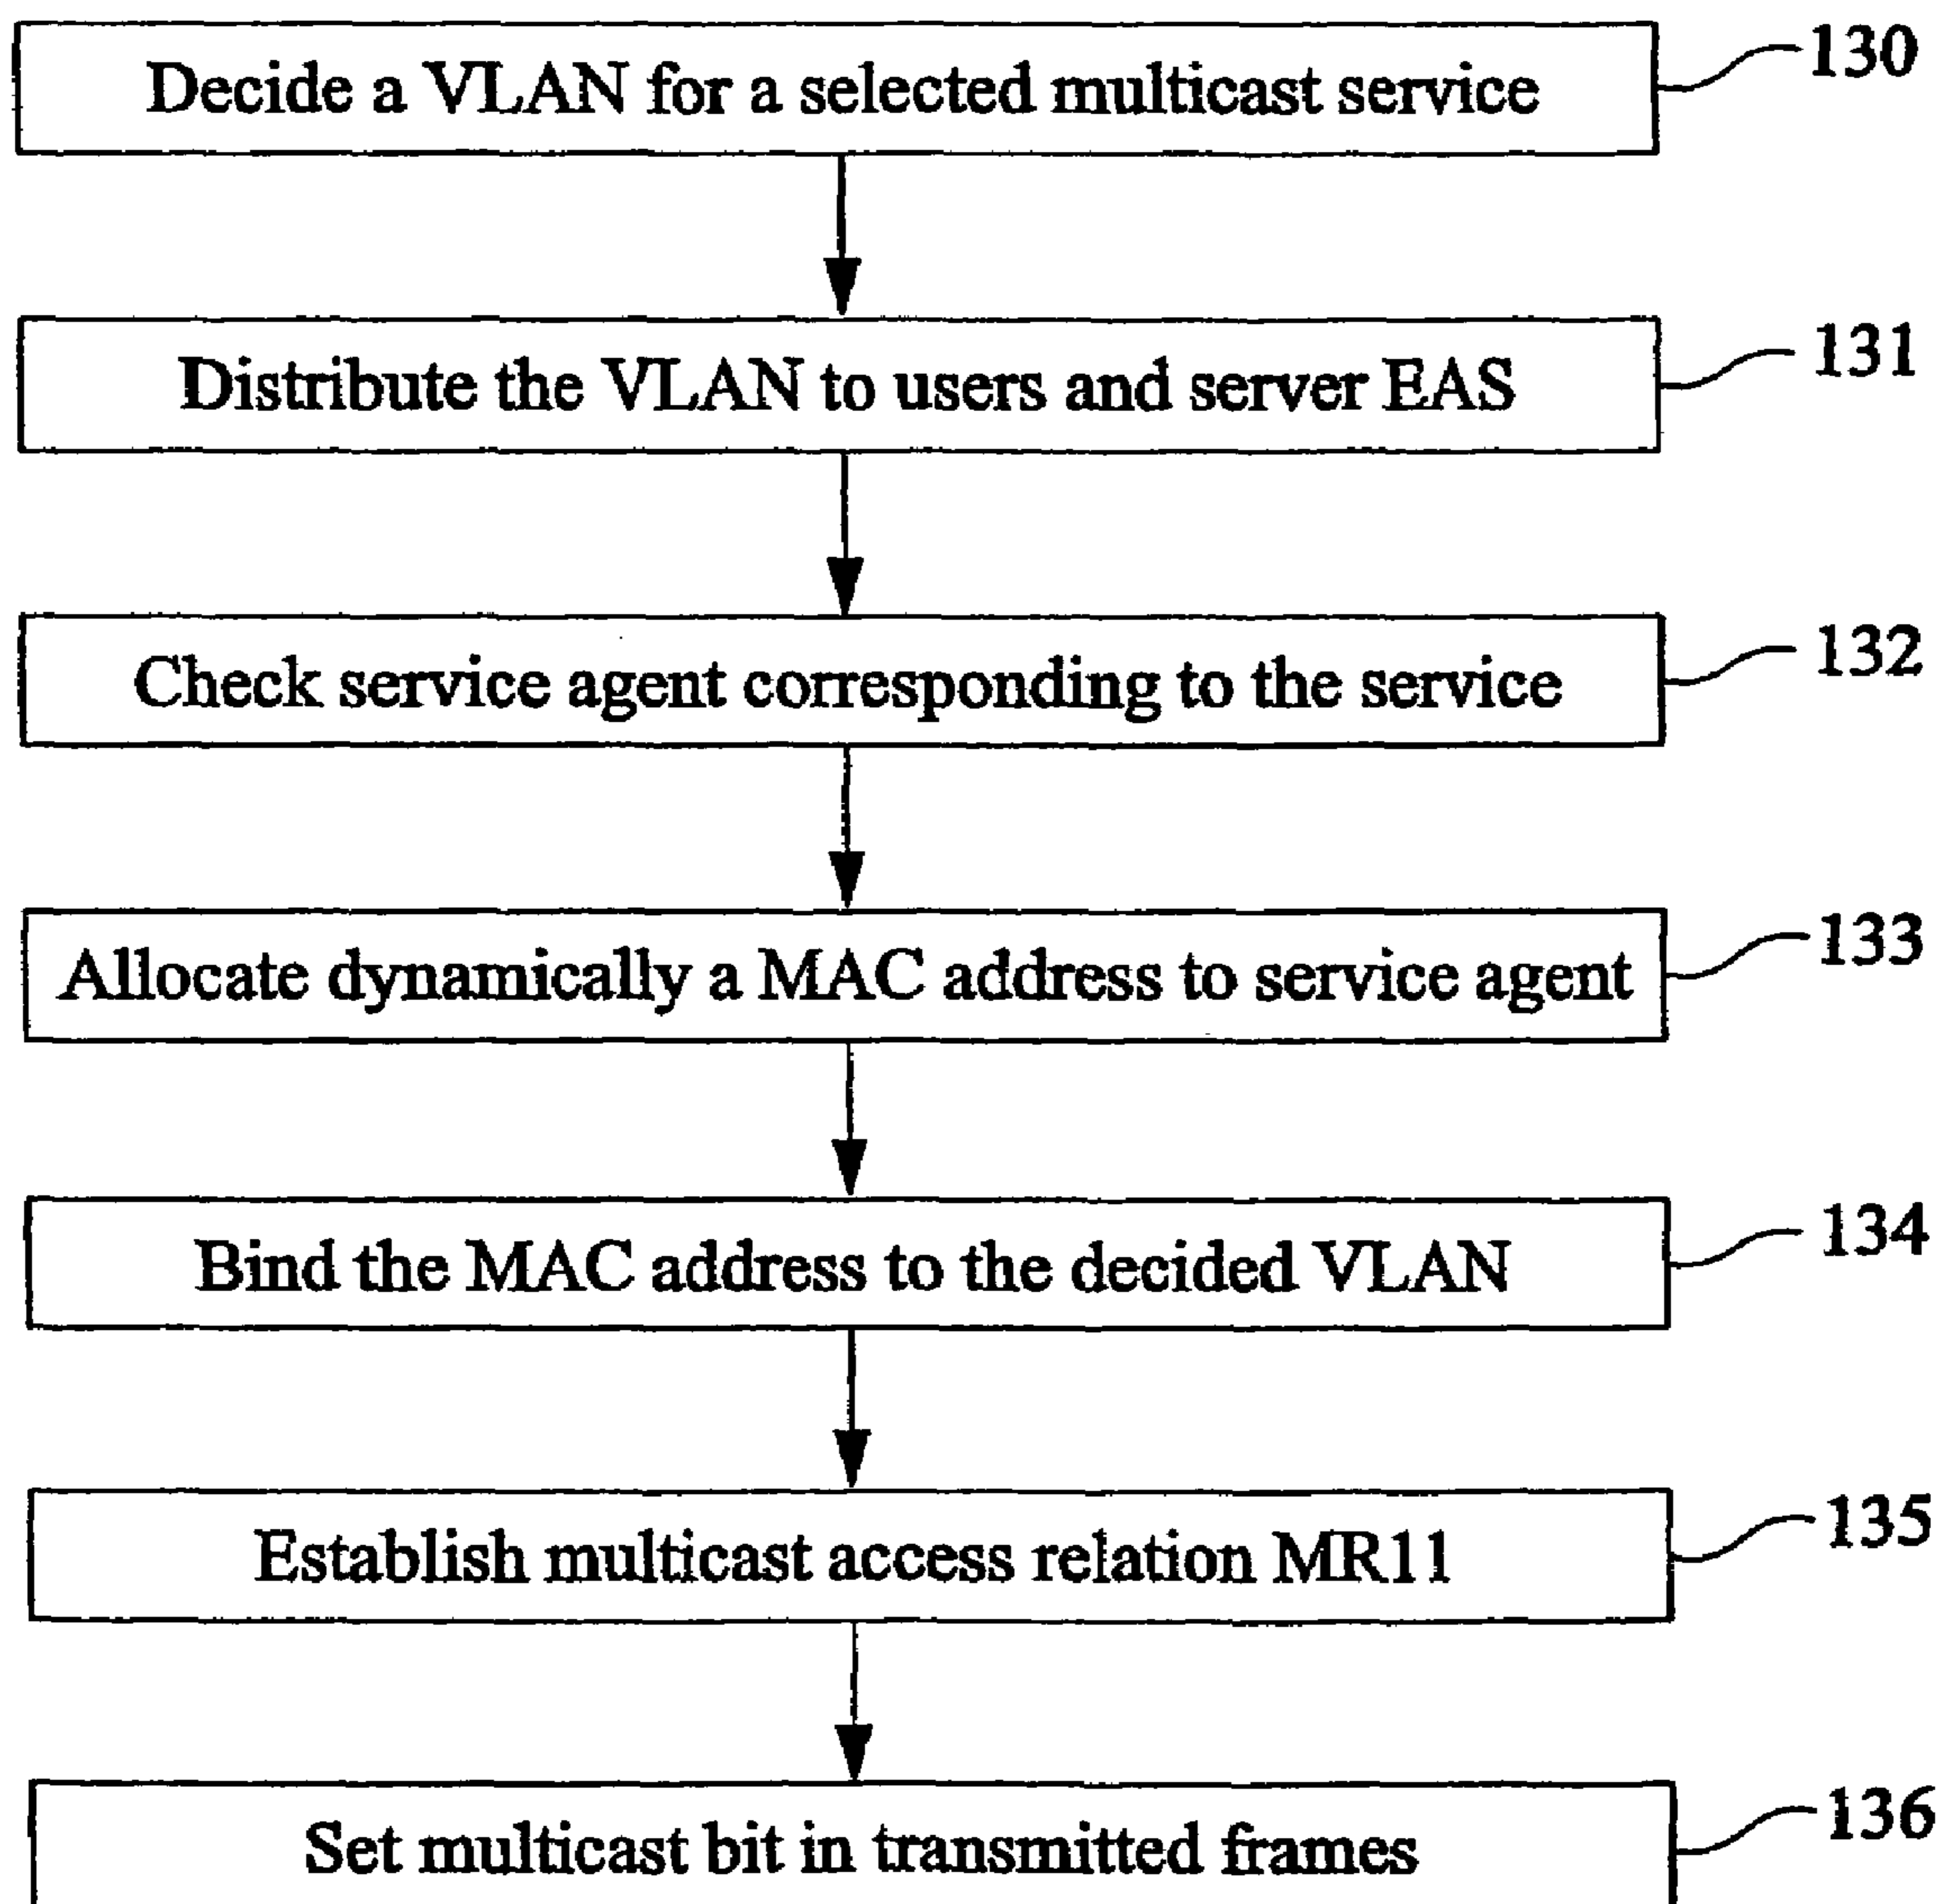 Decide a VLAN for a selected multicast service 130
Distribute the VLAN to users and server EAS 131
Check service agent corresponding to the service 132
Allocate dynamically a MAC address to service agent 133
Bind the MAC address to the decided VLAN 134
Establish multicast access relation MR11 135
Set multicast bit in transmitted frames 136